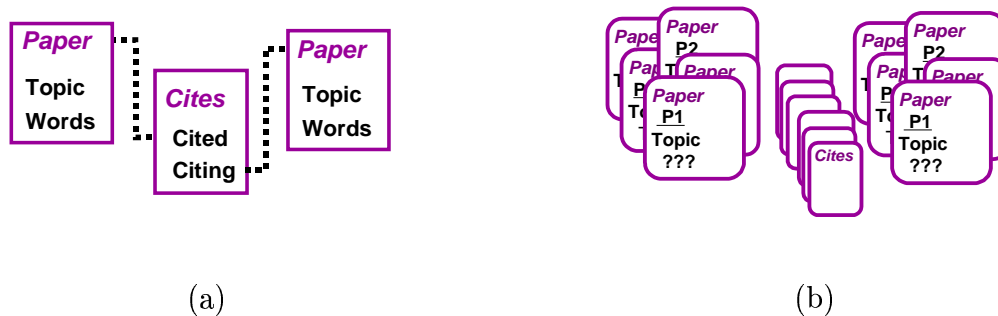 Paper
Topic
Words
Cites
Cited
Citing
Paper
Topic
Words
(a)
Paper
P2
Paper
Paper
P1
Topic
???
Cites
Paper
P2
Paper
Paper
P1
Topic
???
(b)